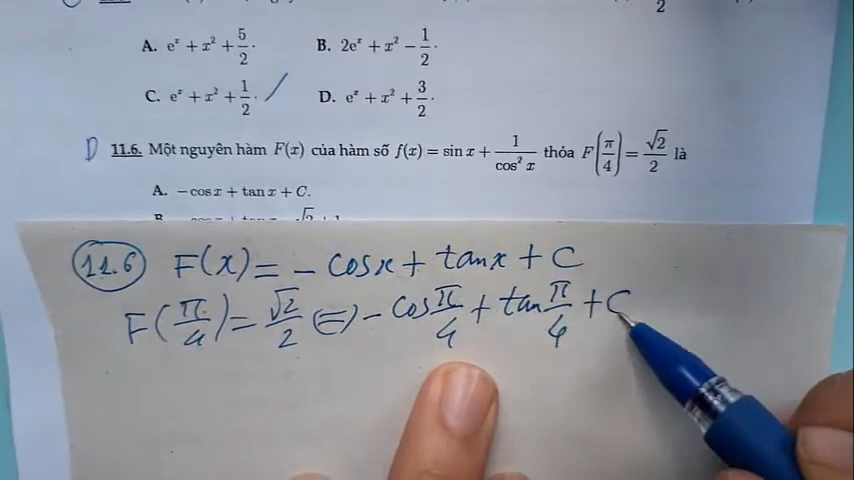 A. eˣ + x² + 5/2. B. 2eˣ + x² − 1/2.
C. eˣ + x² + 1/2. D. eˣ + x² + 3/2.
D 11.6. Một nguyên hàm F(x) của hàm số f(x) = sin x + 1/cos² x thỏa F(π/4) = √2/2 là
A. −cos x + tan x + C.
11.6 F(x) = − cosx + tanx + C
F(π/4) = √2/2 (=) − cos π/4 + tan π/4 + C